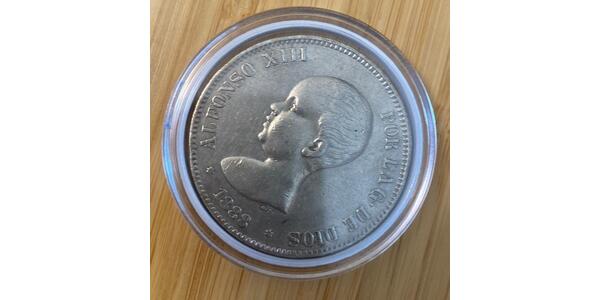 ALFONSO XIII POR LA G. DE DIOS
* 1888 *